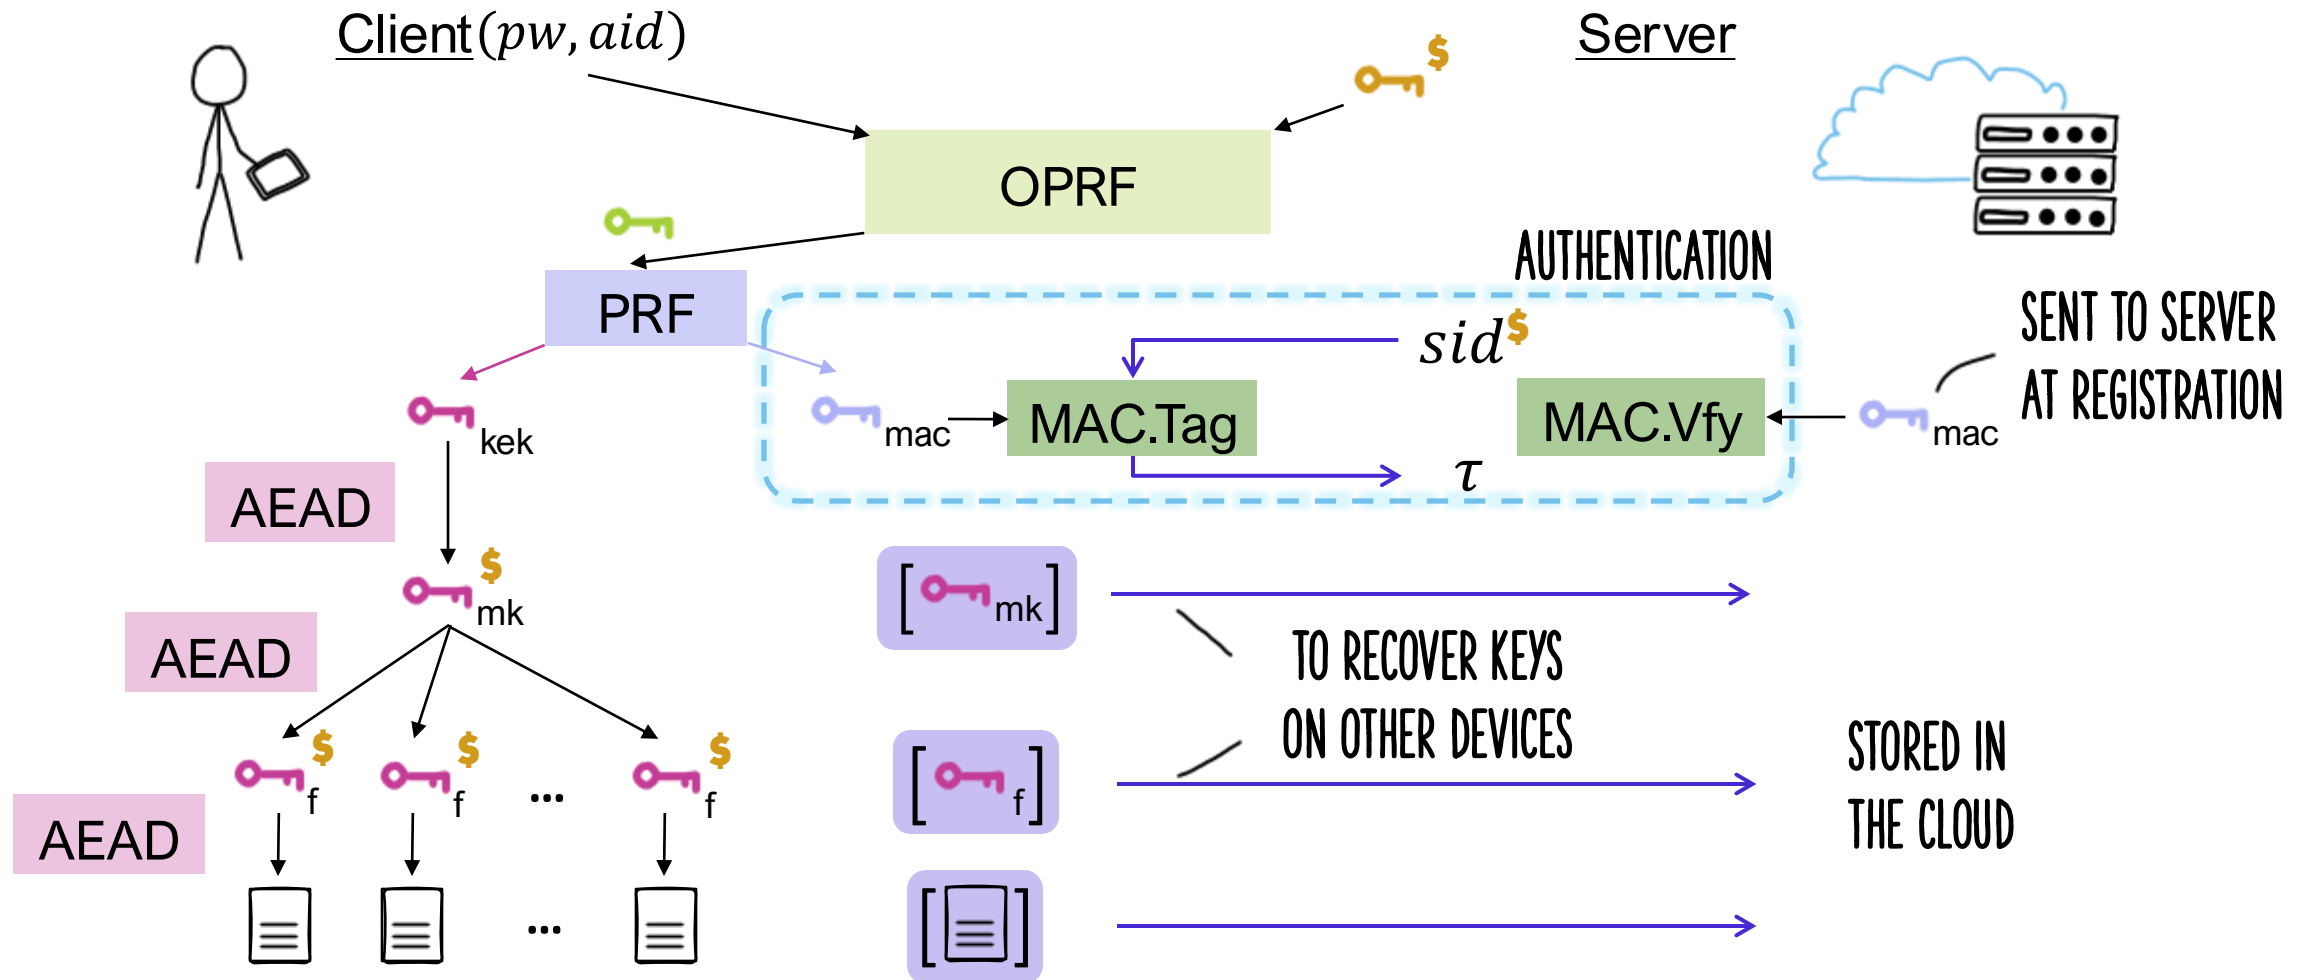 Client(pw, aid)
$
Server
OPRF
AUTHENTICATION
PRF
sid$
SENT TO SERVER
AT REGISTRATION
kek
mac
MAC.Tag
MAC.Vfy
mac
τ
AEAD
$
mk
[mk]
AEAD
TO RECOVER KEYS
ON OTHER DEVICES
$ $ $
f f ... f
[f]
STORED IN
THE CLOUD
AEAD
...
[ ]